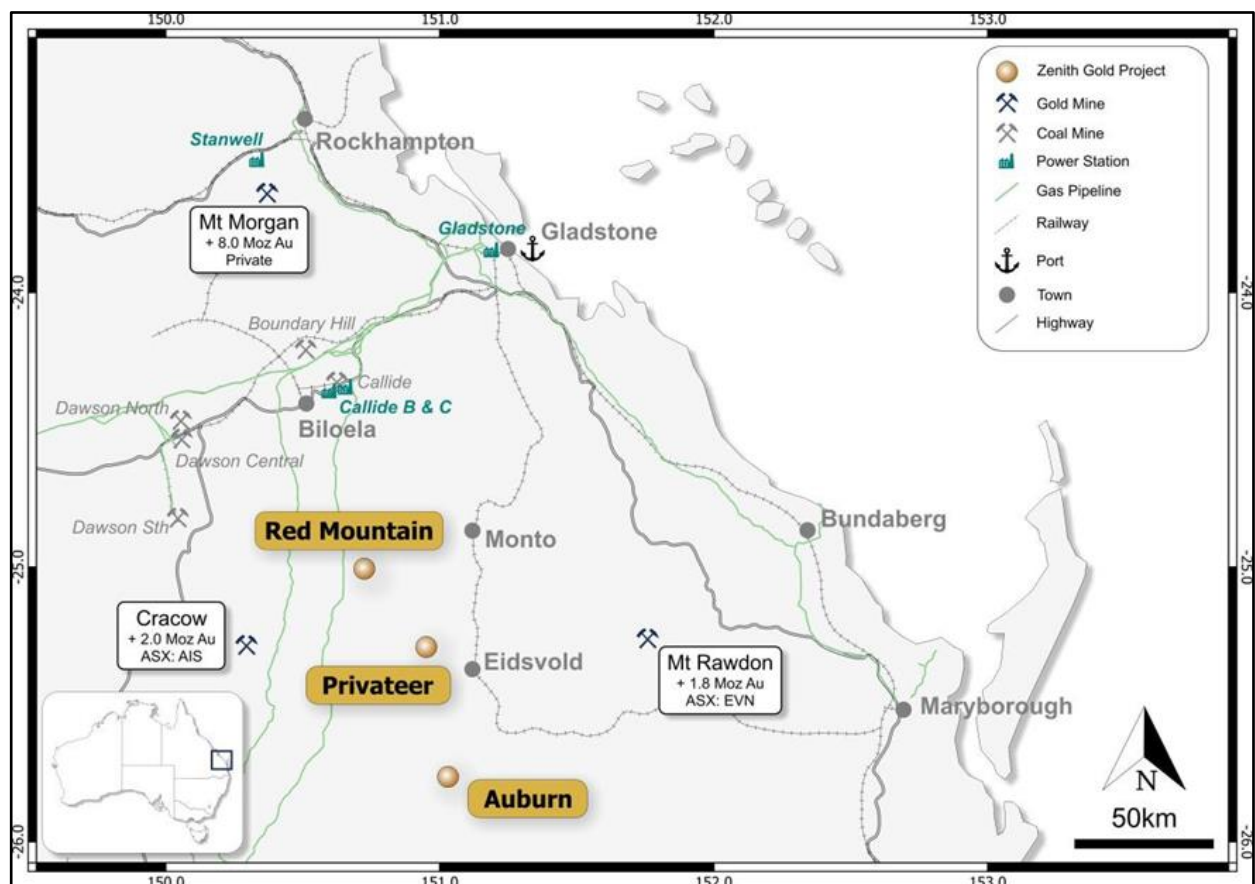 150.0
151.0
152.0
153.0
Zenith Gold Project
Gold Mine
Coal Mine
Power Station
Gas Pipeline
Railway
Port
Town
Highway
Stanwell
Rockhampton
Mt Morgan
+ 8.0 Moz Au
Private
Gladstone
Gladstone
-24.0
-24.0
Boundary Hill
Callide
Callide B & C
Dawson North
Biloela
Dawson Central
Dawson Sth
Red Mountain
Monto
Bundaberg
-25.0
-25.0
Cracow
+ 2.0 Moz Au
ASX: AIS
Privateer
Eidsvold
Mt Rawdon
+ 1.8 Moz Au
ASX: EVN
Maryborough
Auburn
N
50km
-26.0
-26.0
150.0
151.0
152.0
153.0